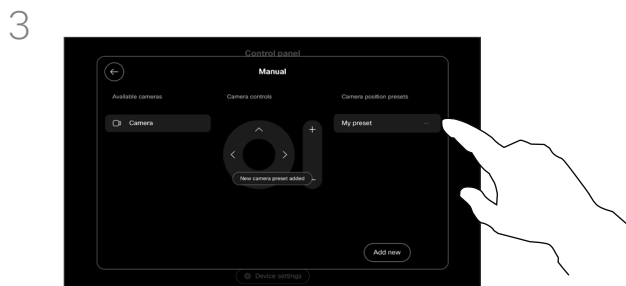 3
Control panel
Manual
Available cameras
Camera controls
Camera position presets
Camera
My preset
+
New camera preset added
-
Add new
Device settings